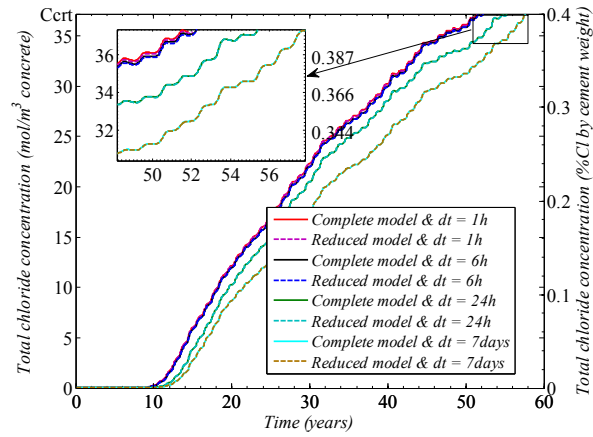 Ccrt
35
30
25
20
15
10
5
0
Total chloride concentration (mol/m³ concrete)
0 10 20 30 40 50 60
Time (years)
0.4
0.3
0.2
0.1
0
Total chloride concentration (%Cl by cement weight)
36
34
32
50 52 54 56
0.387
0.366
0.344
Complete model & dt = 1h
Reduced model & dt = 1h
Complete model & dt = 6h
Reduced model & dt = 6h
Complete model & dt = 24h
Reduced model & dt = 24h
Complete model & dt = 7days
Reduced model & dt = 7days